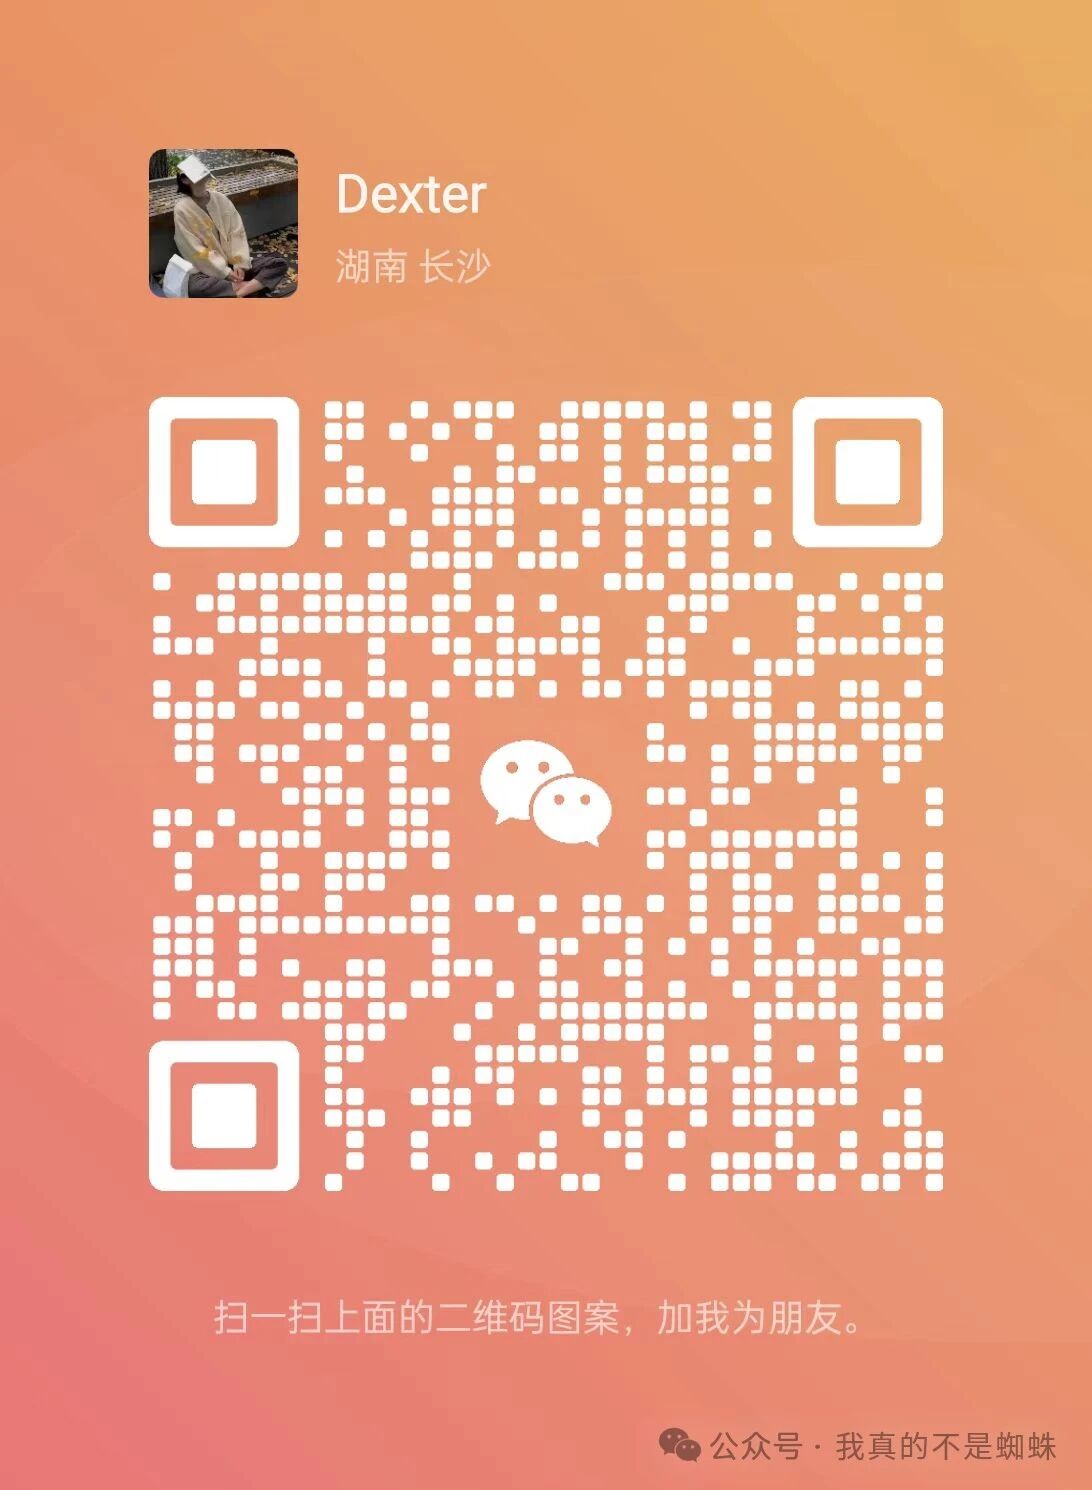 Dexter
湖南 长沙
扫一扫上面的二维码图案，加我为朋友。
公众号 · 我真的不是蜘蛛